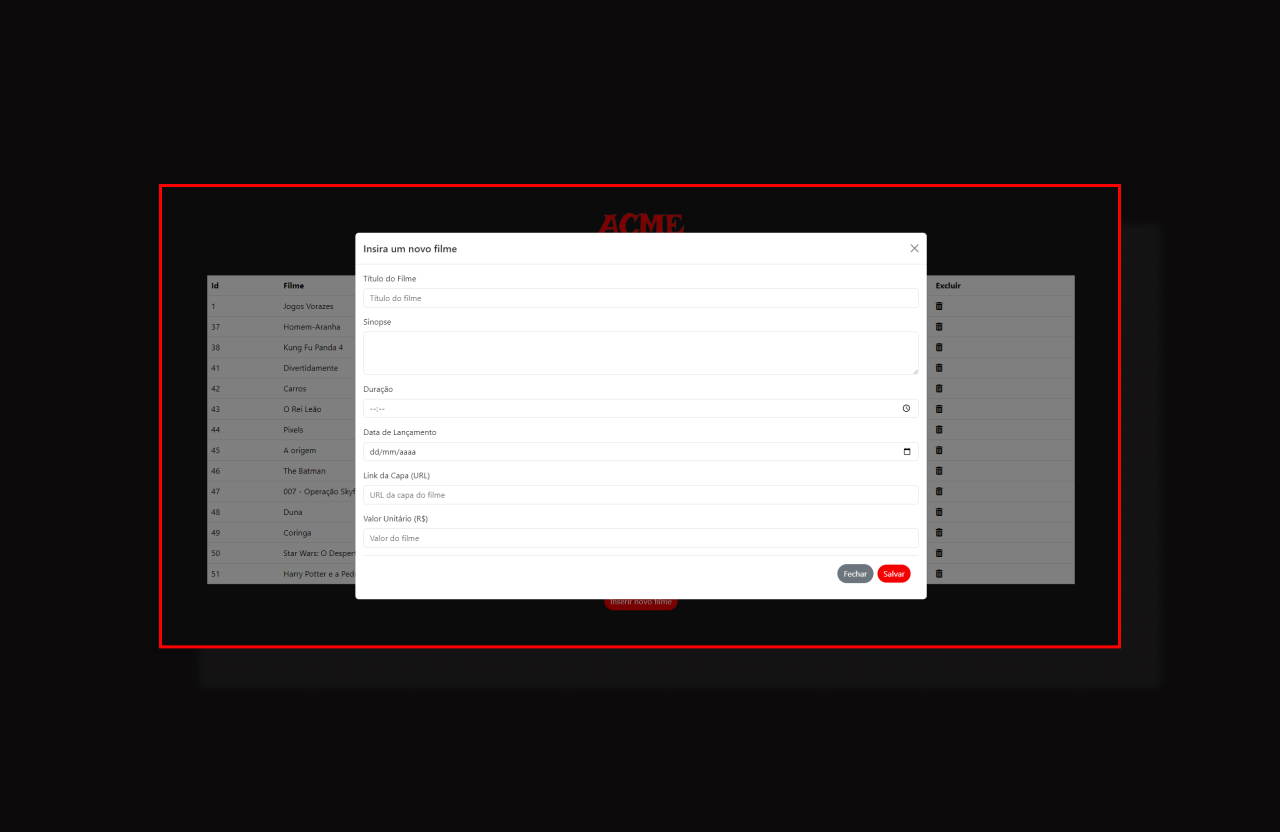 ACME
Insira um novo filme
Título do Filme
Título do filme
Sinopse
Duração
--:--
Data de Lançamento
dd/mm/aaaa
Link da Capa (URL)
URL da capa do filme
Valor Unitário (R$)
Valor do filme
Fechar Salvar
Id Filme Excluir
1 Jogos Vorazes
37 Homem-Aranha
38 Kung Fu Panda 4
41 Divertidamente
42 Carros
43 O Rei Leão
44 Pixels
45 A origem
46 The Batman
47 007 - Operação Skyf
48 Duna
49 Coringa
50 Star Wars: O Desper
51 Harry Potter e a Ped
Inserir novo filme